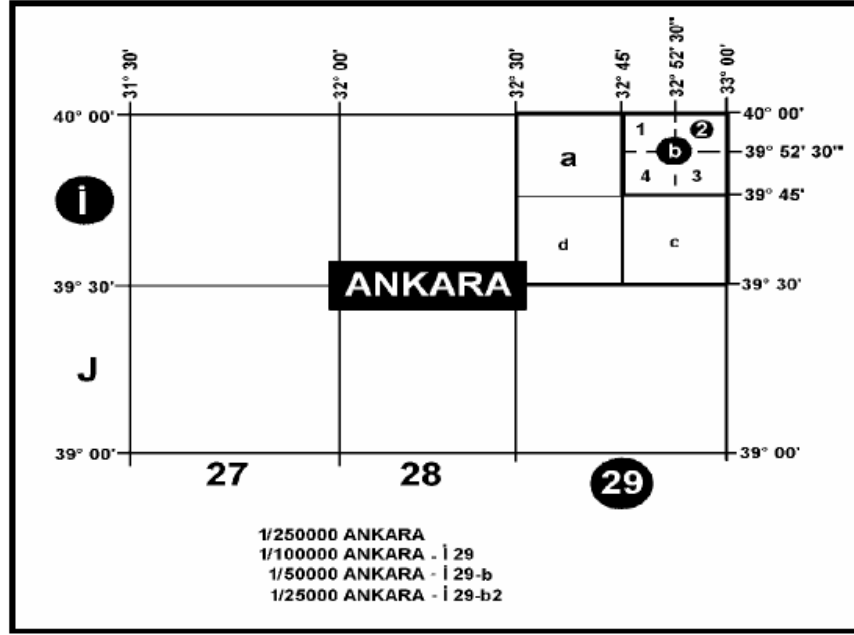 31° 30'
32° 00'
32° 30'
32° 45'
32° 52' 30"
33° 00'
40° 00'
40° 00'
1
2
a
b
39° 52' 30"
4
3
39° 45'
İ
d
c
39° 30'
ANKARA
39° 30'
J
39° 00'
39° 00'
27
28
29
1/250000 ANKARA
1/100000 ANKARA - İ 29
1/50000 ANKARA - İ 29-b
1/25000 ANKARA - İ 29-b2